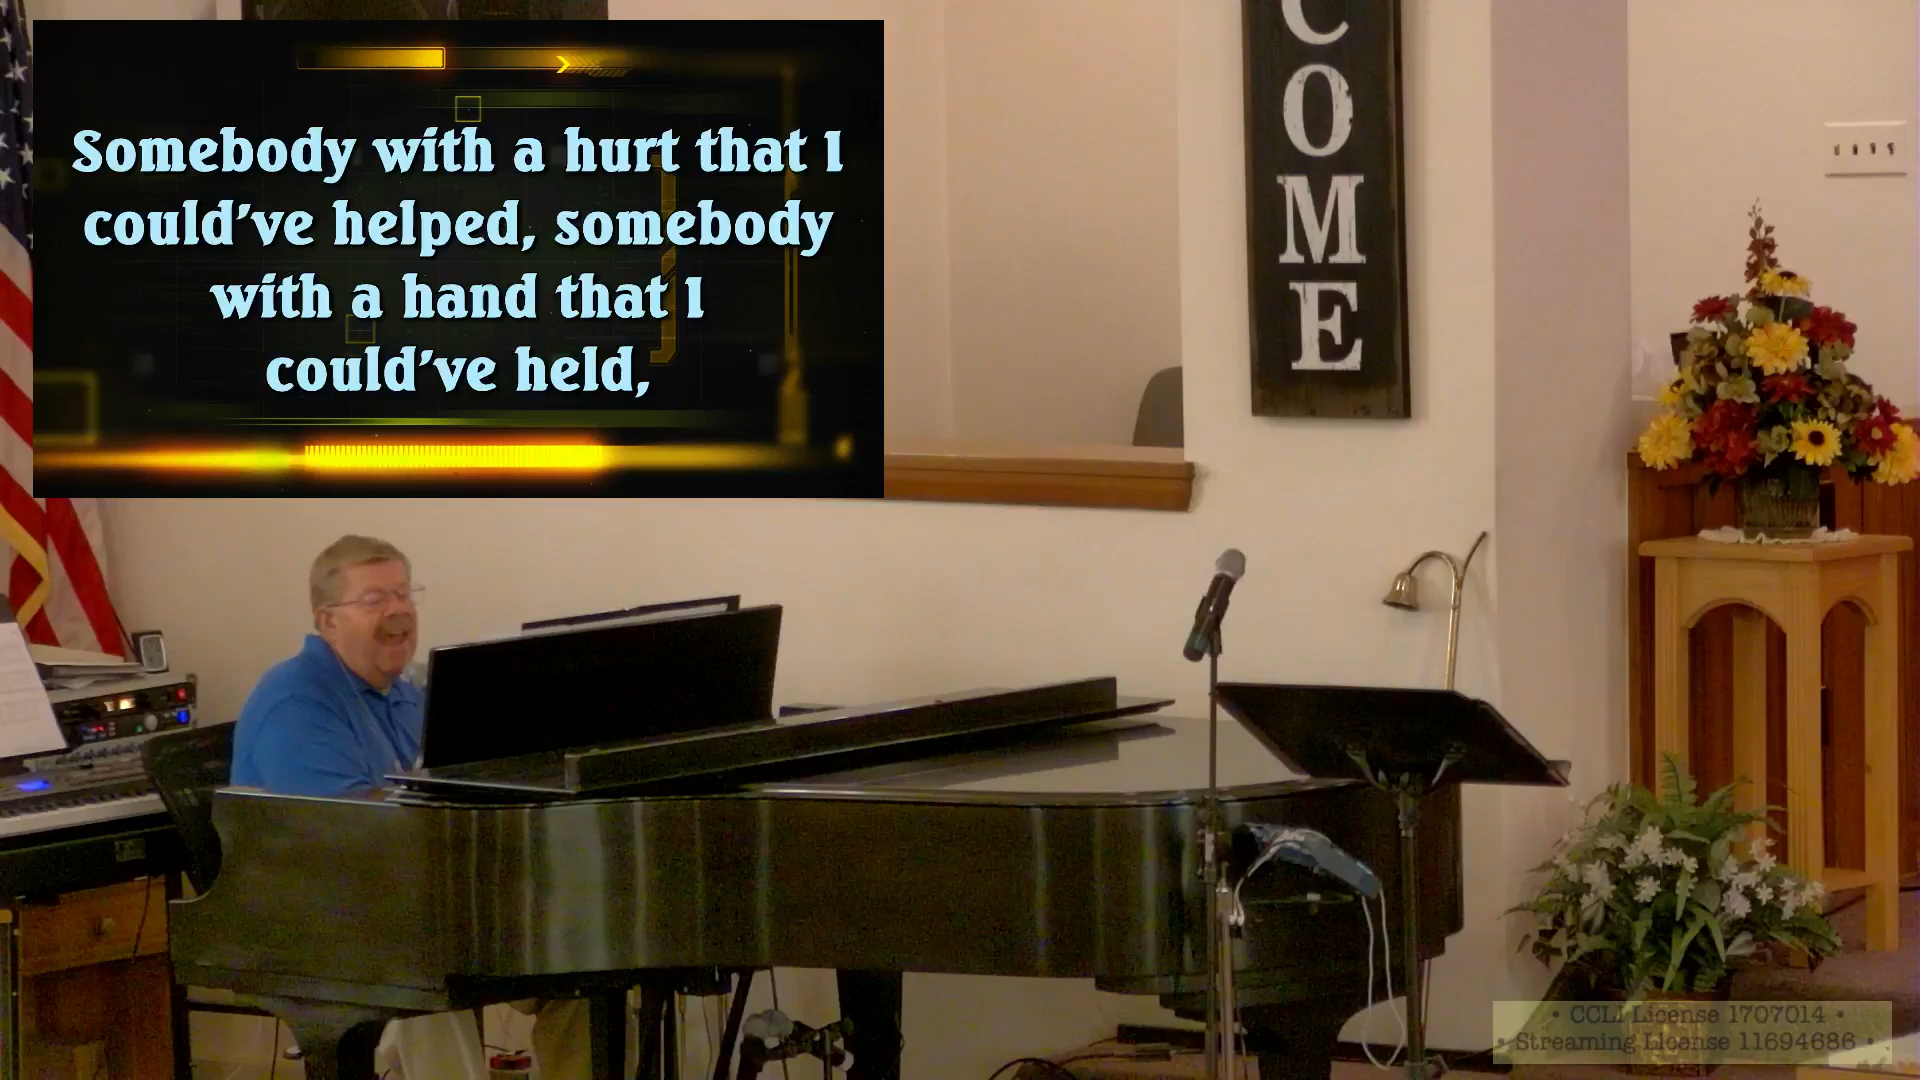 Somebody with a hurt that I
could've helped, somebody
with a hand that I
could've held,
COME
• CCLI License 1707014 •
• Streaming License 11694686 •